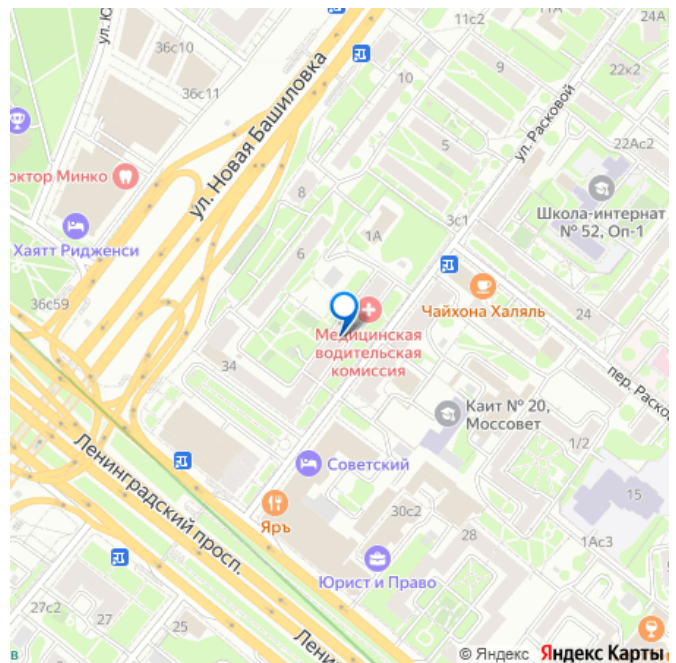 11с2
24А
ул. Ю
36с10
9
22к2
10
36с11
ул. Новая Башиловка
ул. Расковой
22Ас2
5
октор Минко
8
Школа-интернат
№ 52, Оп-1
3с1
1А
Хаятт Ридженси
6
36с59
Чайхона Халяль
24
Медицинская
водительская
комиссия
34
пер. Раско
Каит № 20,
Моссовет
1/2
Ленинградский просп.
Советский
15
Яръ
30с2
28
1Ас3
Юрист и Право
27с2
27
25
Лени
в
© Яндекс Яндекс Карты